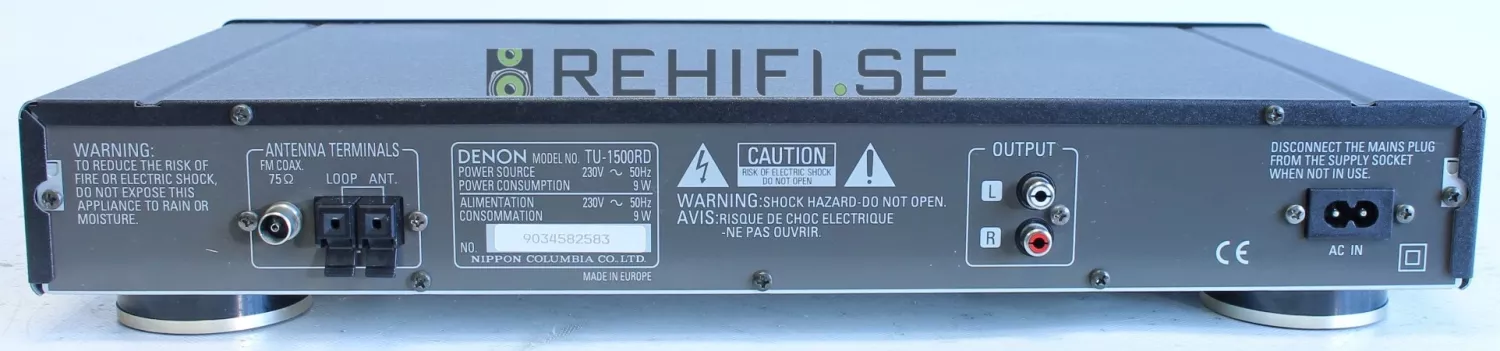 REHIFI.SE
WARNING:
TO REDUCE THE RISK OF
FIRE OR ELECTRIC SHOCK,
DO NOT EXPOSE THIS
APPLIANCE TO RAIN OR
MOISTURE.
ANTENNA TERMINALS
FM COAX.
75Ω
LOOP ANT.
DENON MODEL NO. TU-1500RD
POWER SOURCE 230V ~ 50Hz
POWER CONSUMPTION 9W
ALIMENTATION 230V ~ 50Hz
CONSOMMATION 9W
NO. 9034582583
NIPPON COLUMBIA CO. LTD.
MADE IN EUROPE
CAUTION
RISK OF ELECTRIC SHOCK
DO NOT OPEN
WARNING:SHOCK HAZARD-DO NOT OPEN.
AVIS:RISQUE DE CHOC ELECTRIQUE
-NE PAS OUVRIR.
OUTPUT
L
R
DISCONNECT THE MAINS PLUG
FROM THE SUPPLY SOCKET
WHEN NOT IN USE.
AC IN
CE